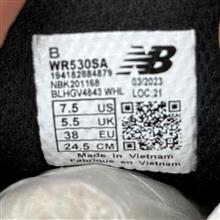 B
WR530SA
194182884879
NBK201168
BLHGV4843 WHL
03/2023
LOC:21
7.5 US
5.5 UK
38 EU
24.5 CM
Made in Vietnam
Fabriqué en Vietnam